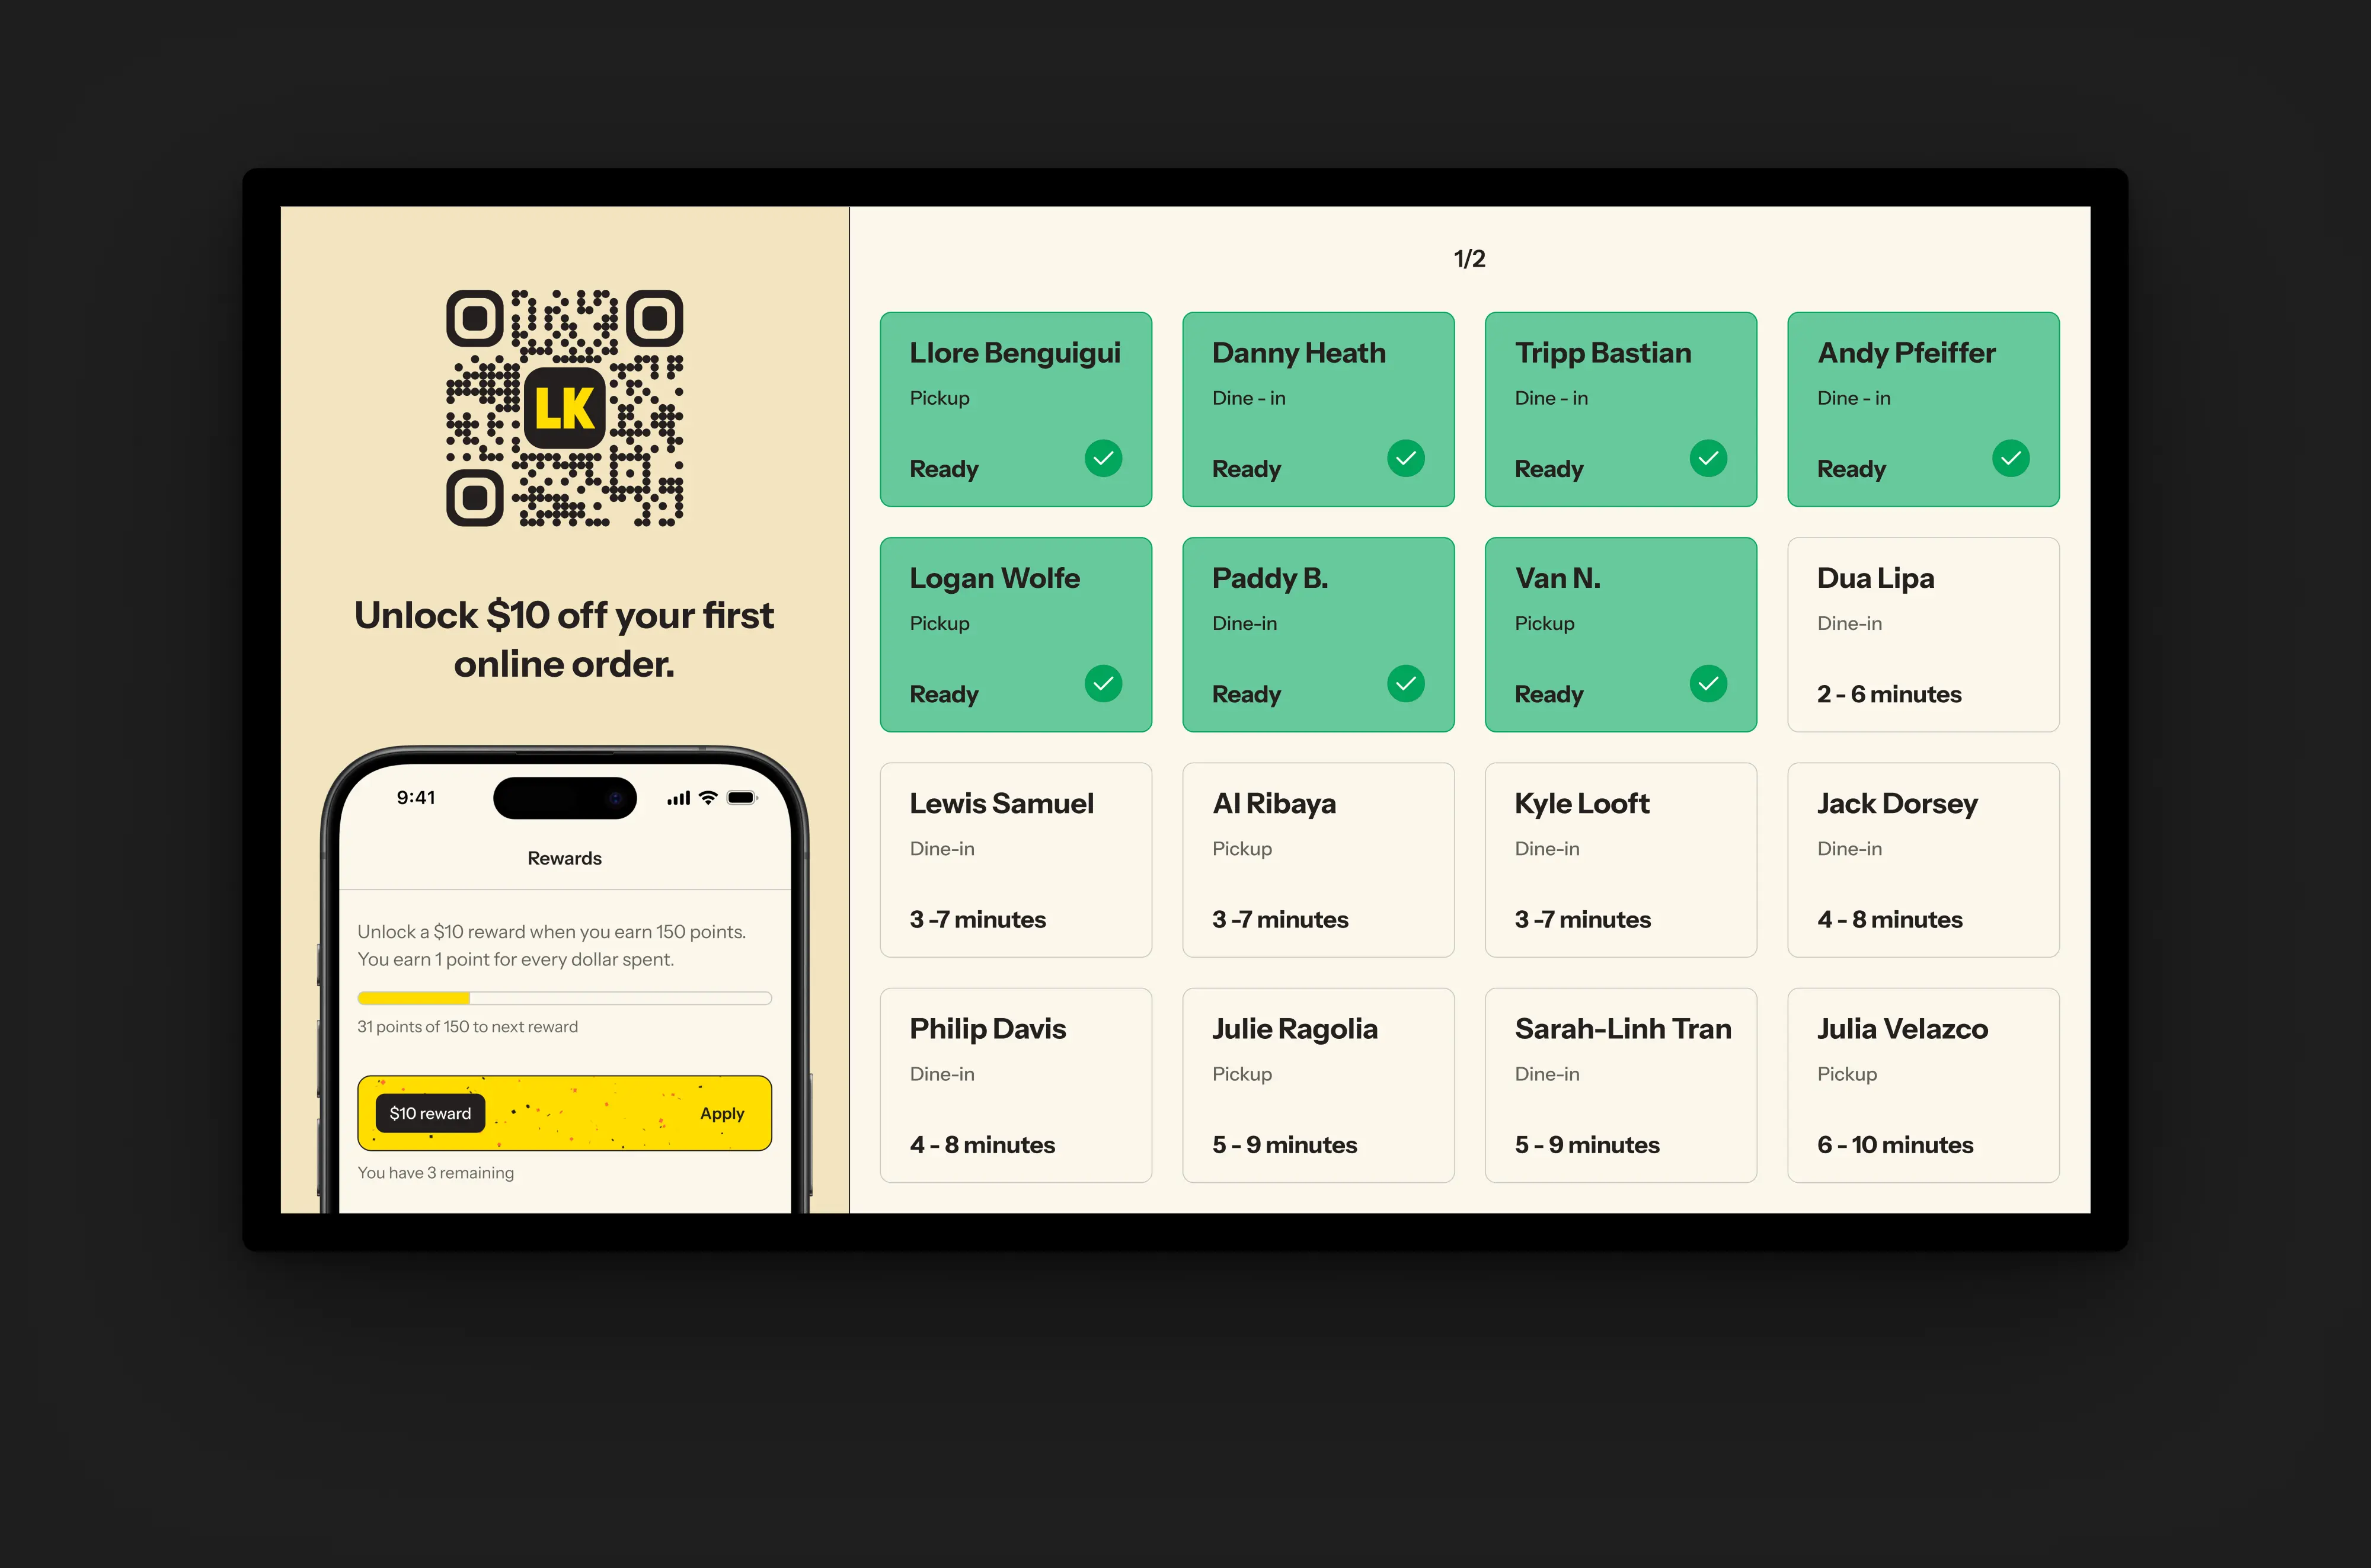 LK
Unlock $10 off your first
online order.
9:41
Rewards
Unlock a $10 reward when you earn 150 points.
You earn 1 point for every dollar spent.
31 points of 150 to next reward
$10 reward
Apply
You have 3 remaining
1/2
Llore Benguigui
Pickup
Ready
Danny Heath
Dine - in
Ready
Tripp Bastian
Dine - in
Ready
Andy Pfeiffer
Dine - in
Ready
Logan Wolfe
Pickup
Ready
Paddy B.
Dine-in
Ready
Van N.
Pickup
Ready
Dua Lipa
Dine-in
2 - 6 minutes
Lewis Samuel
Dine-in
3 -7 minutes
Al Ribaya
Pickup
3 -7 minutes
Kyle Looft
Dine-in
3 -7 minutes
Jack Dorsey
Dine-in
4 - 8 minutes
Philip Davis
Dine-in
4 - 8 minutes
Julie Ragolia
Pickup
5 - 9 minutes
Sarah-Linh Tran
Dine-in
5 - 9 minutes
Julia Velazco
Pickup
6 - 10 minutes